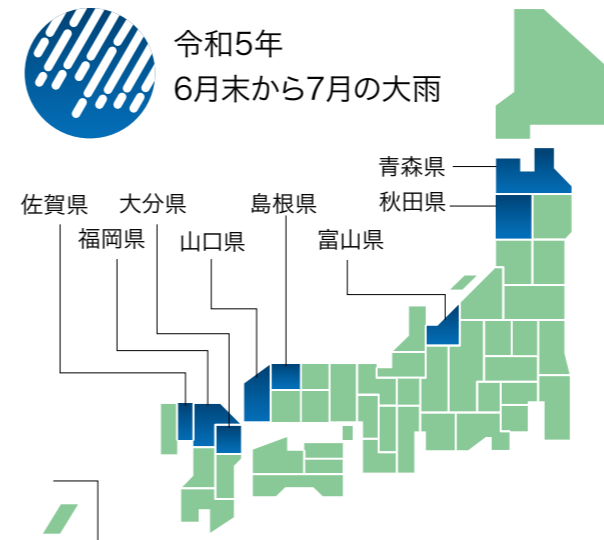 令和5年
6月末から7月の大雨
青森県
秋田県
佐賀県
大分県
島根県
福岡県
山口県
富山県